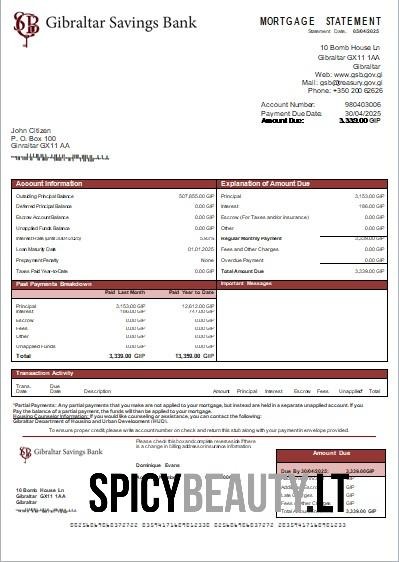 Gibraltar Savings Bank
MORTGAGE STATEMENT
Statement Date: 05/04/2025
10 Bomb House Ln
Gibraltar GX11 1AA
Gibraltar
Web: www.gsb.gov.gi
Mail: gsb@treasury.gov.gi
Phone: +350 200 62626
Account Number: 980403006
Payment Due Date: 30/04/2025
Amount Due: 3,339.00 GIP
John Citizen
P. O. Box 100
Gibraltar GX11 AA
Account Information
Outstanding Principal Balance 507,855.00 GIP
Deferred Principal Balance 0.00 GIP
Escrow Account Balance 0.00 GIP
Unapplied Funds Balance 0.00 GIP
Loan Maturity Date 01.01.2025
Prepayment Penalty None
Taxes Paid Year-to-Date 0.00 GIP
Explanation of Amount Due
Principal 3,153.00 GIP
Interest 186.00 GIP
Escrow (For Taxes and/or Insurance) 0.00 GIP
Other 0.00 GIP
Regular Monthly Payment 3,339.00 GIP
Fees and Other Charges 0.00 GIP
Overdue Payment 0.00 GIP
Total Amount Due 3,339.00 GIP
Past Payments Breakdown
Paid Last Month Paid Year to Date
Principal 3,153.00 GIP 12,612.00 GIP
Interest 186.00 GIP 747.00 GIP
Escrow 0.00 GIP 0.00 GIP
Fees 0.00 GIP 0.00 GIP
Other 0.00 GIP 0.00 GIP
Unapplied Funds 0.00 GIP 0.00 GIP
Total 3,339.00 GIP 13,359.00 GIP
Important Messages
Transaction Activity
Trans. Date Due Date Description Amount Principal Interest Escrow Fees Unapplied Total
*Partial Payments: Any partial payments that you make are not applied to your mortgage, but instead are held in a separate unapplied account. If you
Pay the balance of a partial payment, the funds will then be applied to your mortgage.
Housing Counselor Information: If you would like counseling or assistance, you can contact the following:
Gibraltar Department of Housing and Urban Development (HUD).
To ensure proper credit, please write account number on check and return this stub along with your payment in envelope provided.
Gibraltar Savings Bank
Please check this box and complete reverse side if there
is a change in billing address or insurance information
Dominique Evans
10 Bomb House Ln
Gibraltar GX11 1AA
Gibraltar
Amount Due
Due By 30/04/2025: 3,339.00 GIP
SPICYBEAUTY.LT